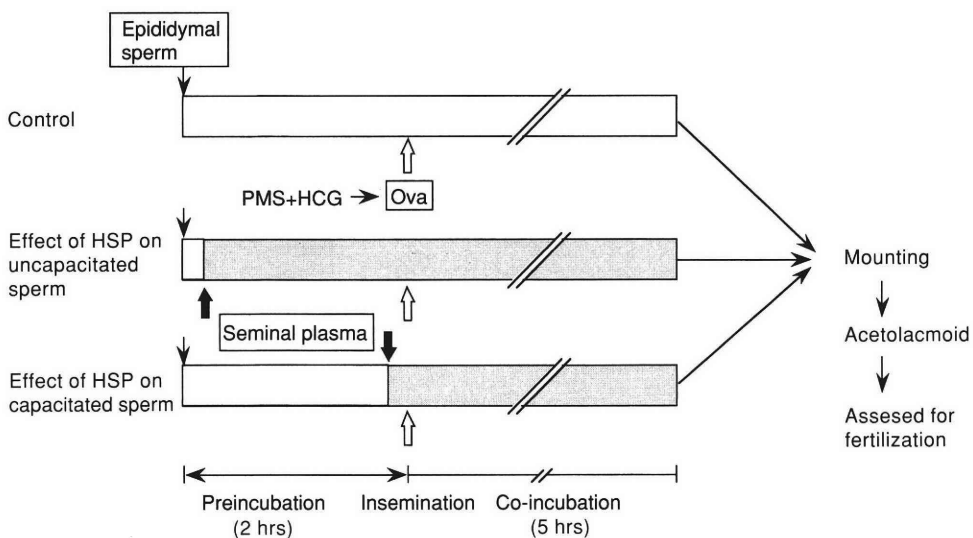 Epididymal
sperm
Control
PMS+HCG
Ova
Effect of HSP on
uncapacitated
sperm
Mounting
Seminal plasma
Acetolacmoid
Effect of HSP on
capacitated sperm
Assesed for
fertilization
Preincubation
(2 hrs)
Insemination
Co-incubation
(5 hrs)